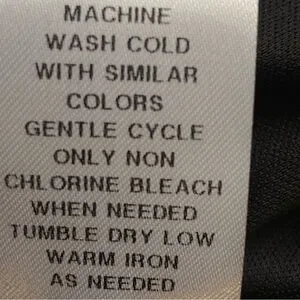 MACHINE
WASH COLD
WITH SIMILAR
COLORS
GENTLE CYCLE
ONLY NON
CHLORINE BLEACH
WHEN NEEDED
TUMBLE DRY LOW
WARM IRON
AS NEEDED